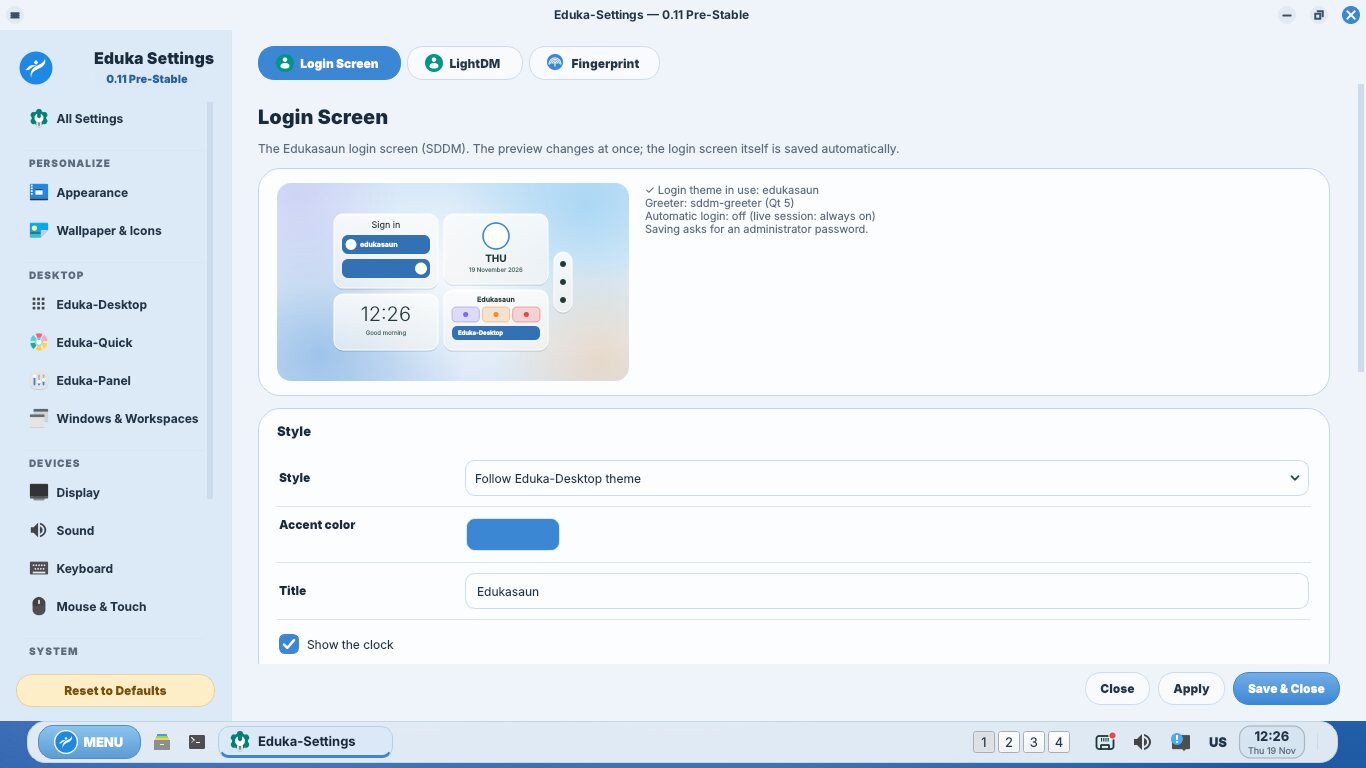 Eduka-Settings — 0.11 Pre-Stable
Eduka Settings
0.11 Pre-Stable
All Settings
PERSONALIZE
Appearance
Wallpaper & Icons
DESKTOP
Eduka-Desktop
Eduka-Quick
Eduka-Panel
Windows & Workspaces
DEVICES
Display
Sound
Keyboard
Mouse & Touch
SYSTEM
Reset to Defaults
Login Screen
LightDM
Fingerprint
Login Screen
The Edukasaun login screen (SDDM). The preview changes at once; the login screen itself is saved automatically.
Sign in
edukasaun
THU
19 November 2026
12:26
Good morning
Edukasaun
Eduka-Desktop
✓ Login theme in use: edukasaun
Greeter: sddm-greeter (Qt 5)
Automatic login: off (live session: always on)
Saving asks for an administrator password.
Style
Style
Follow Eduka-Desktop theme
Accent color
Title
Edukasaun
Show the clock
Close
Apply
Save & Close
MENU
Eduka-Settings
1
2
3
4
US
12:26
Thu 19 Nov